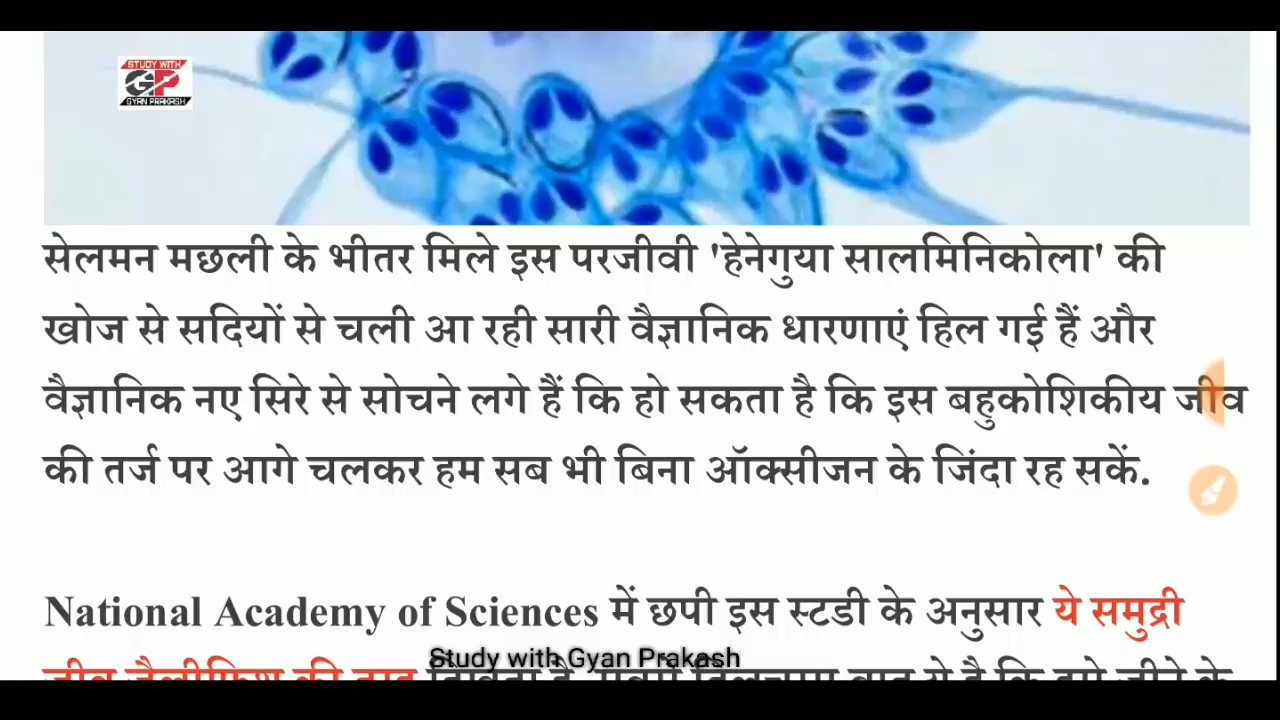 STUDY WITH
GP
GYAN PRAKASH
सेलमन मछली के भीतर मिले इस परजीवी 'हेनेगुया सालमिनिकोला' की
खोज से सदियों से चली आ रही सारी वैज्ञानिक धारणाएं हिल गई हैं और
वैज्ञानिक नए सिरे से सोचने लगे हैं कि हो सकता है कि इस बहुकोशिकीय जीव
की तर्ज पर आगे चलकर हम सब भी बिना ऑक्सीजन के जिंदा रह सकें.
National Academy of Sciences में छपी इस स्टडी के अनुसार ये समुद्री
Study with Gyan Prakash